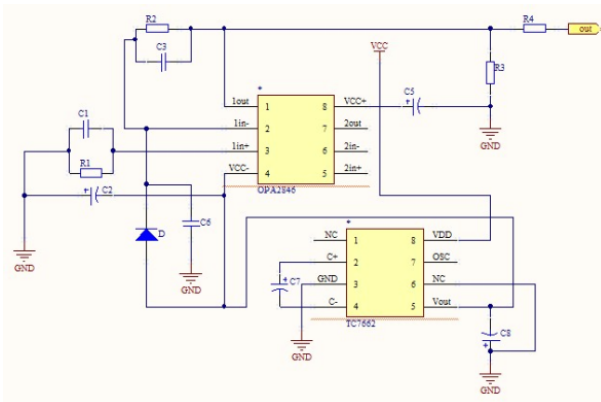 R2
R4
out
C3
VCC
R3
*
C1
1out
1
8
VCC+
C5
1in-
2
7
2out
GND
1in+
3
6
2in-
R1
VCC-
4
5
2in+
C2
OPA2846
D
C6
*
NC
1
8
VDD
GND
GND
C+
2
7
OSC
C7
GND
3
6
NC
C-
4
5
Vout
TC7662
C8
GND
GND